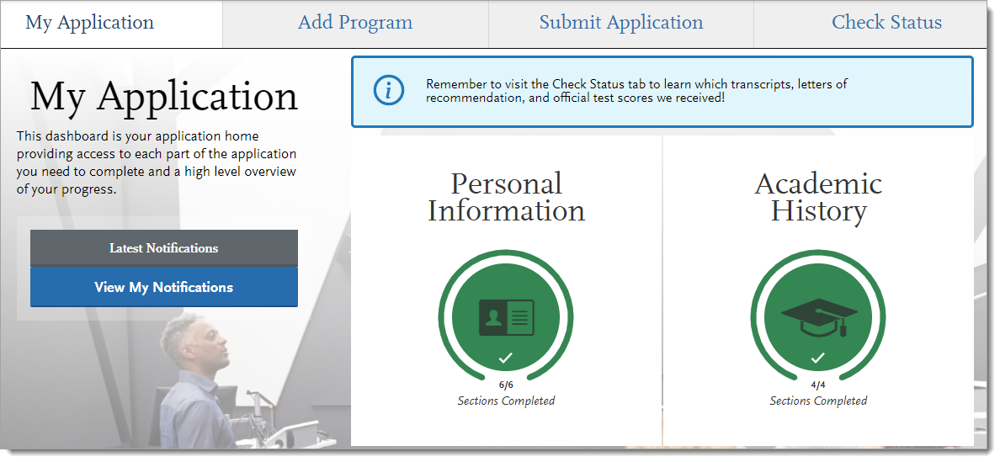 My Application
Add Program
Submit Application
Check Status
My Application
This dashboard is your application home
providing access to each part of the application
you need to complete and a high level overview
of your progress.
Latest Notifications
View My Notifications
Remember to visit the Check Status tab to learn which transcripts, letters of
recommendation, and official test scores we received!
Personal
Information
6/6
Sections Completed
Academic
History
4/4
Sections Completed